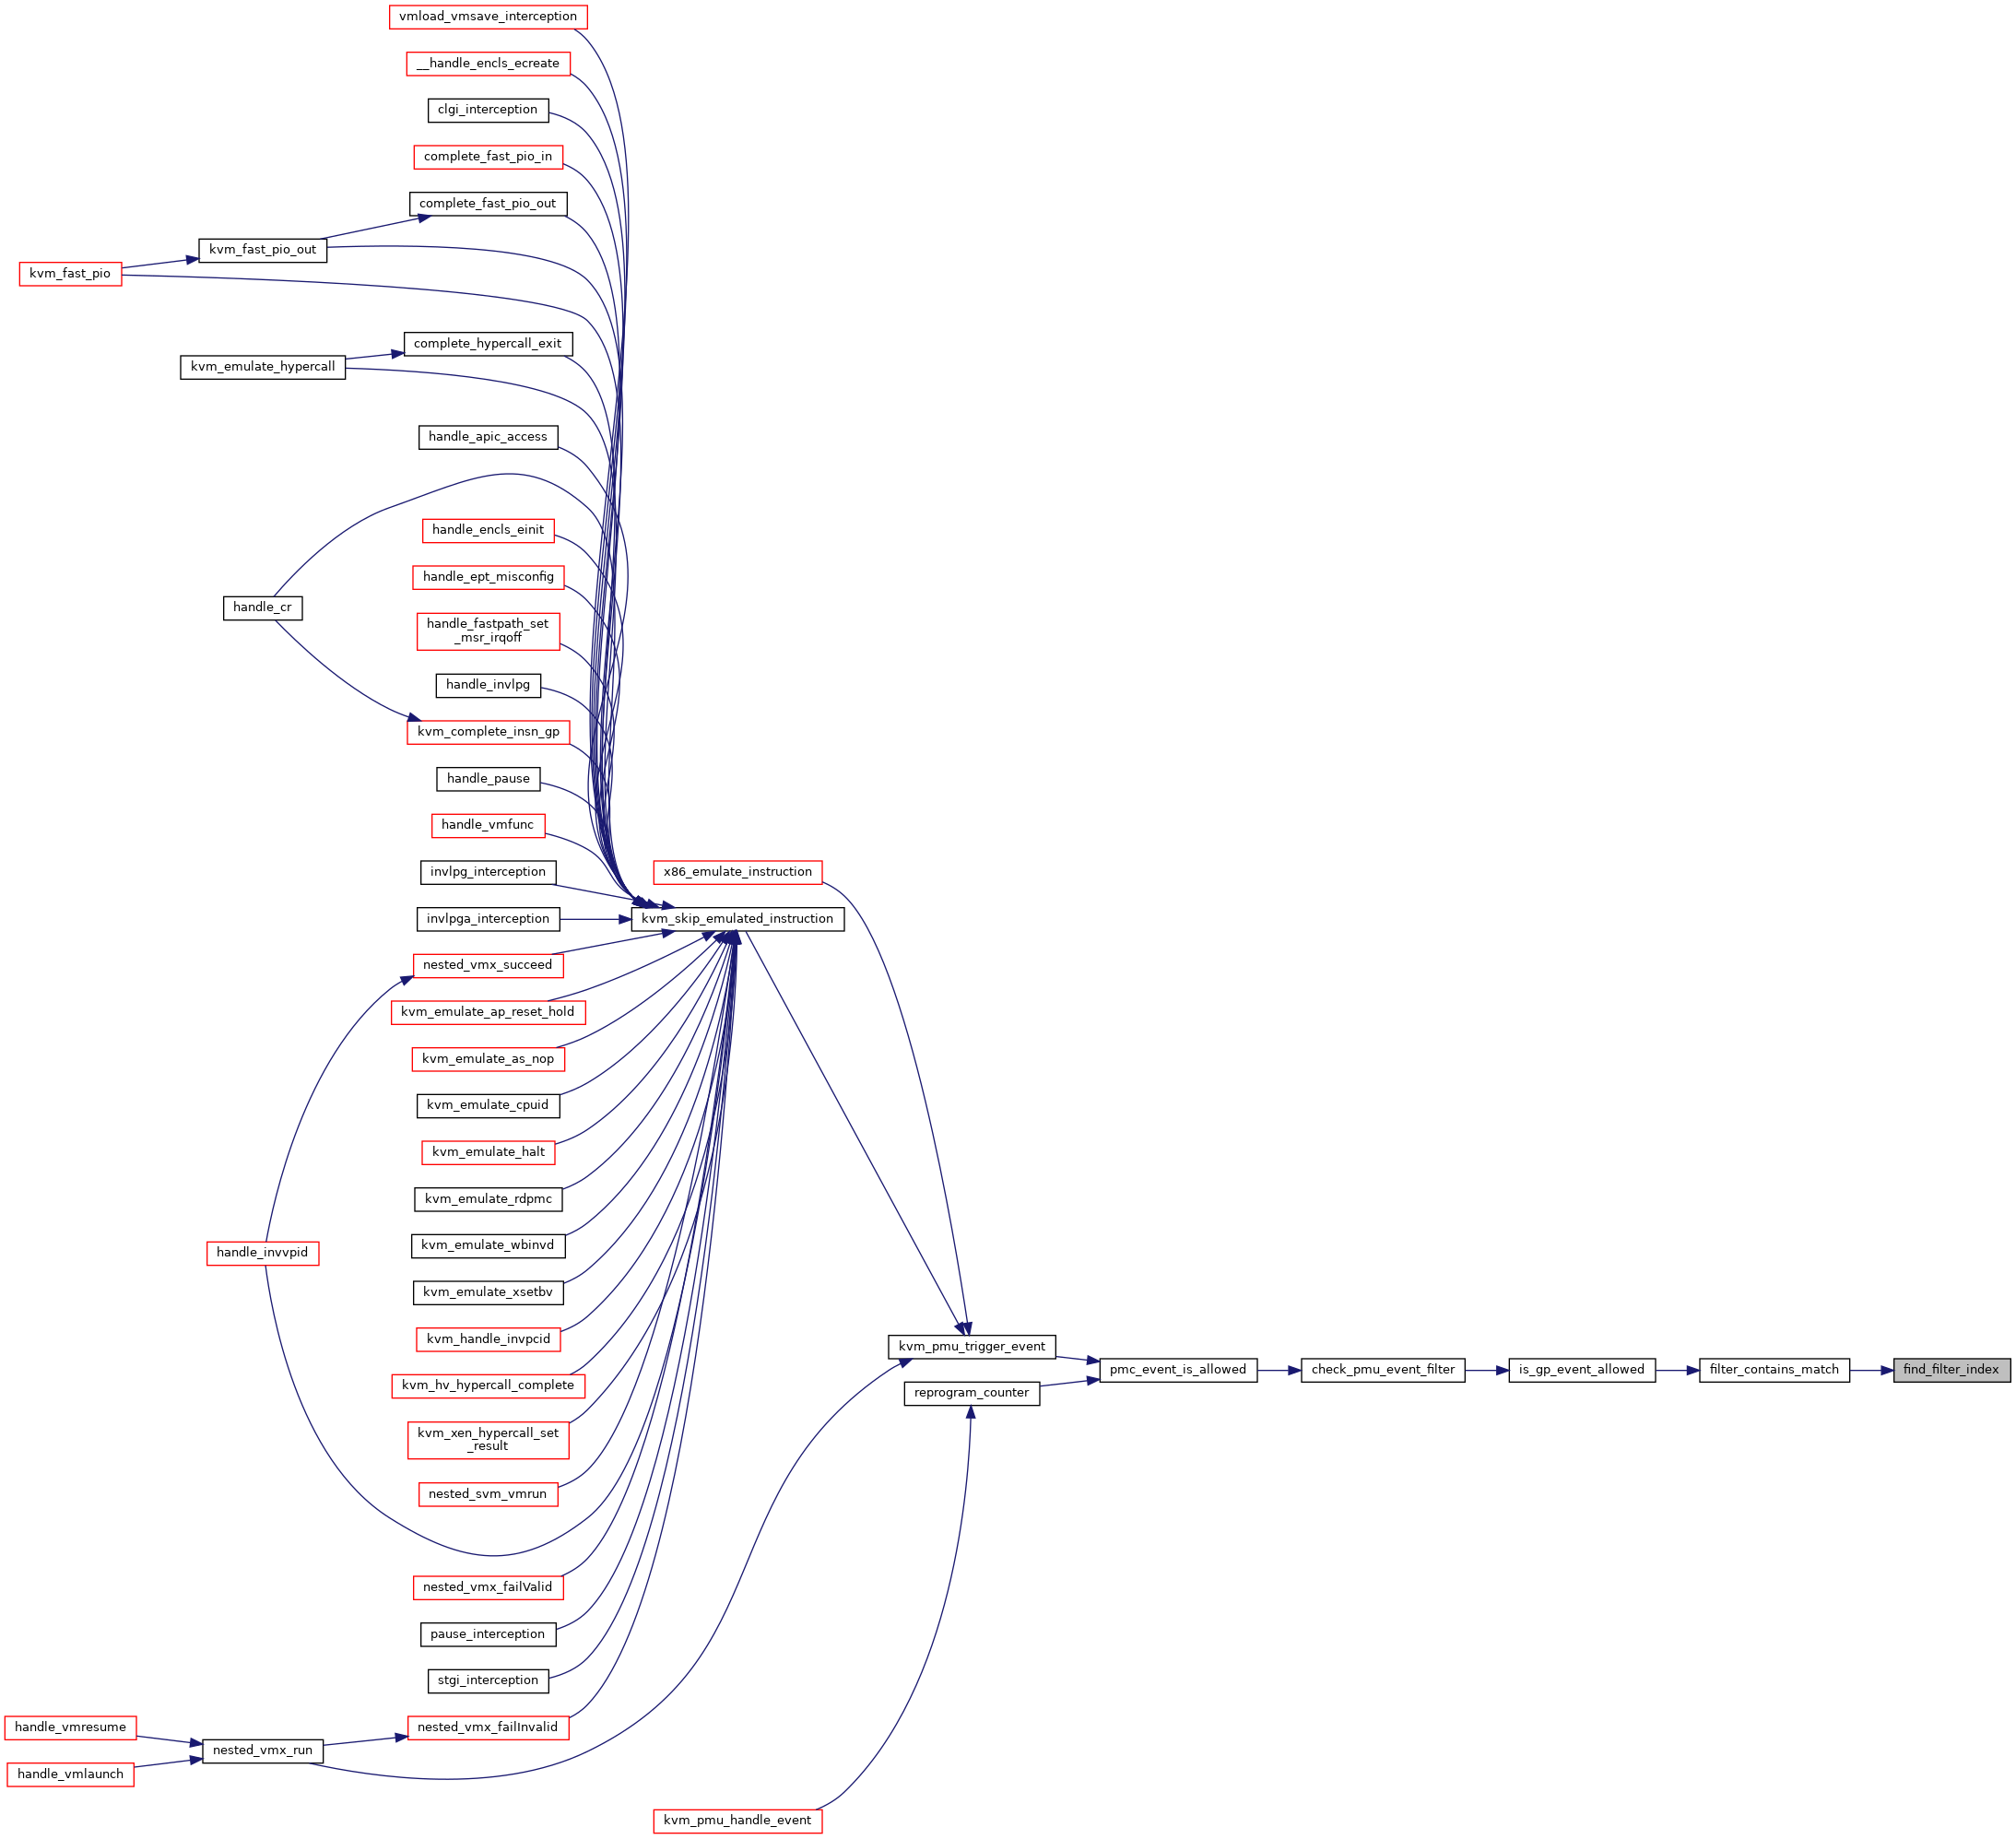 vmload_vmsave_interception
__handle_encls_ecreate
clgi_interception
complete_fast_pio_in
complete_fast_pio_out
kvm_fast_pio_out
kvm_fast_pio
complete_hypercall_exit
kvm_emulate_hypercall
handle_apic_access
handle_encls_einit
handle_ept_misconfig
handle_cr
handle_fastpath_set
_msr_irqoff
handle_invlpg
kvm_complete_insn_gp
handle_pause
handle_vmfunc
invlpg_interception
x86_emulate_instruction
invlpga_interception
kvm_skip_emulated_instruction
nested_vmx_succeed
kvm_emulate_ap_reset_hold
kvm_emulate_as_nop
kvm_emulate_cpuid
kvm_emulate_halt
kvm_emulate_rdpmc
kvm_emulate_wbinvd
handle_invvpid
kvm_emulate_xsetbv
kvm_handle_invpcid
kvm_pmu_trigger_event
pmc_event_is_allowed
check_pmu_event_filter
is_gp_event_allowed
filter_contains_match
find_filter_index
kvm_hv_hypercall_complete
reprogram_counter
kvm_xen_hypercall_set
_result
nested_svm_vmrun
nested_vmx_failValid
pause_interception
stgi_interception
handle_vmresume
nested_vmx_failInvalid
nested_vmx_run
handle_vmlaunch
kvm_pmu_handle_event